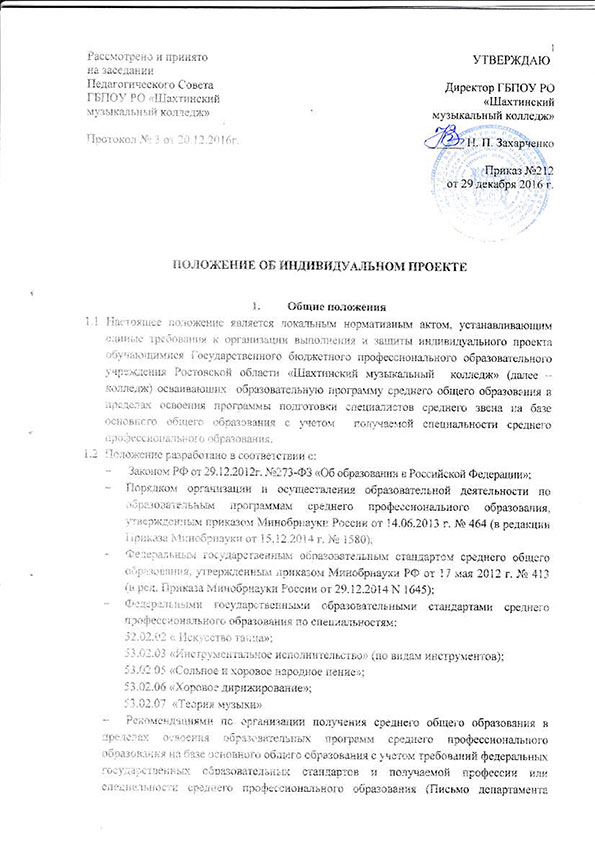 1
Рассмотрено и принято
на заседании
Педагогического Совета
ГБПОУ РО «Шахтинский
музыкальный колледж»
Протокол № 3 от 20.12.2016г.
УТВЕРЖДАЮ
Директор ГБПОУ РО
«Шахтинский
музыкальный колледж»
Н. П. Захарченко
Приказ №212
от 29 декабря 2016 г.
ПОЛОЖЕНИЕ ОБ ИНДИВИДУАЛЬНОМ ПРОЕКТЕ
1. Общие положения
1.1 Настоящее положение является локальным нормативным актом, устанавливающим
единые требования к организации выполнения и защиты индивидуального проекта
обучающимися Государственного бюджетного профессионального образовательного
учреждения Ростовской области «Шахтинский музыкальный колледж» (далее –
колледж) осваивающих образовательную программу среднего общего образования в
пределах освоения программы подготовки специалистов среднего звена на базе
основного общего образования с учетом получаемой специальности среднего
профессионального образования.
1.2 Положение разработано в соответствии с:
– Законом РФ от 29.12.2012г. №273-ФЗ «Об образовании в Российской Федерации»;
– Порядком организации и осуществления образовательной деятельности по
образовательным программам среднего профессионального образования,
утвержденным приказом Минобрнауки России от 14.06.2013 г. № 464 (в редакции
Приказа Минобрнауки от 15.12.2014 г. № 1580);
– Федеральным государственным образовательным стандартом среднего общего
образования, утвержденным приказом Минобрнауки РФ от 17 мая 2012 г. № 413
(в ред. Приказа Минобрнауки России от 29.12.2014 N 1645);
– Федеральными государственными образовательными стандартами среднего
профессионального образования по специальностям:
52.02.02 « Искусство танца»;
53.02.03 «Инструментальное исполнительство» (по видам инструментов);
53.02.05 «Сольное и хоровое народное пение»;
53.02.06 «Хоровое дирижирование»;
53.02.07 «Теория музыки»
– Рекомендациями по организации получения среднего общего образования в
пределах освоения образовательных программ среднего профессионального
образования на базе основного общего образования с учетом требований федеральных
государственных образовательных стандартов и получаемой профессии или
специальности среднего профессионального образования (Письмо департамента